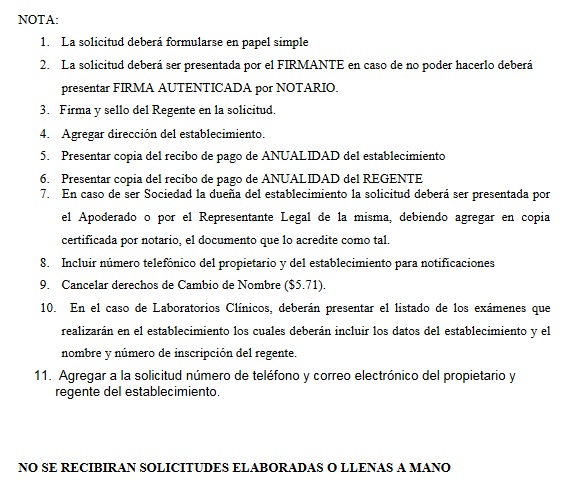 NOTA:
1. La solicitud deberá formularse en papel simple
2. La solicitud deberá ser presentada por el FIRMANTE en caso de no poder hacerlo deberá
presentar FIRMA AUTENTICADA por NOTARIO.
3. Firma y sello del Regente en la solicitud.
4. Agregar dirección del establecimiento.
5. Presentar copia del recibo de pago de ANUALIDAD del establecimiento
6. Presentar copia del recibo de pago de ANUALIDAD del REGENTE
7. En caso de ser Sociedad la dueña del establecimiento la solicitud deberá ser presentada por
el Apoderado o por el Representante Legal de la misma, debiendo agregar en copia
certificada por notario, el documento que lo acredite como tal.
8. Incluir número telefónico del propietario y del establecimiento para notificaciones
9. Cancelar derechos de Cambio de Nombre ($5.71).
10. En el caso de Laboratorios Clínicos, deberán presentar el listado de los exámenes que
realizarán en el establecimiento los cuales deberán incluir los datos del establecimiento y el
nombre y número de inscripción del regente.
11. Agregar a la solicitud número de teléfono y correo electrónico del propietario y
regente del establecimiento.
NO SE RECIBIRAN SOLICITUDES ELABORADAS O LLENAS A MANO